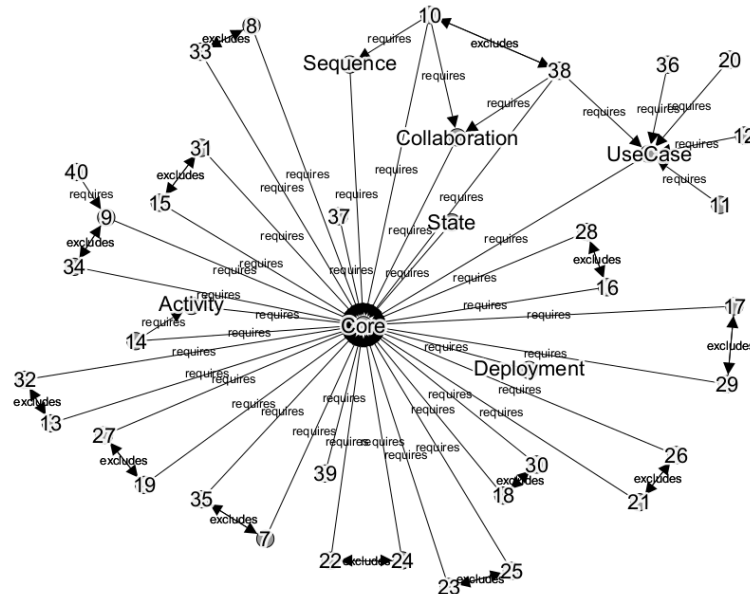 10
8
excludes
requires
20
33
Sequence
excludes
36
38
requires
requires
requires
requires
requires
Collaboration
12
31
requires
UseCase
requires
40
excludes
requires
requires
requires
11
15
requires
9
37
State
requires
28
excludes
requires
requires
requires
34
requires
requires
requires
requires
requires
excludes
16
Activity
requires
requires
17
requires
Core
14
requires
requires
requires
excludes
requires
requires
Deployment
32
requires
requires
requires
29
13
requires
requires
requires
requires
requires
requires
27
requires
requires
requires
requires
26
excludes
39
requires
30
19
excludes
excludes
35
18
21
excludes
7
22
excludes
24
25
excludes
23